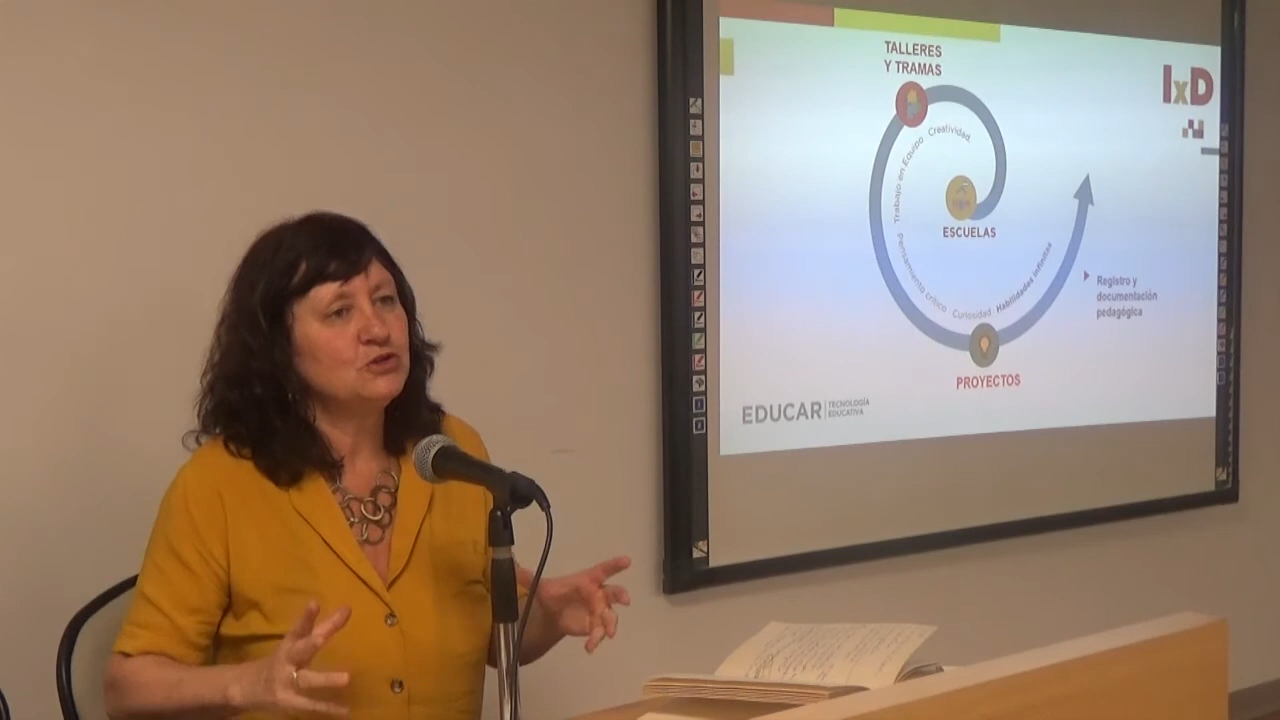 TALLERES
Y TRAMAS
IxD
Creatividad
Trabajo en Equipo
ESCUELAS
Pensamiento crítico
Curiosidad
Habilidades infinitas
Registro y
documentación
pedagógica
PROYECTOS
EDUCAR
TECNOLOGÍA
EDUCATIVA